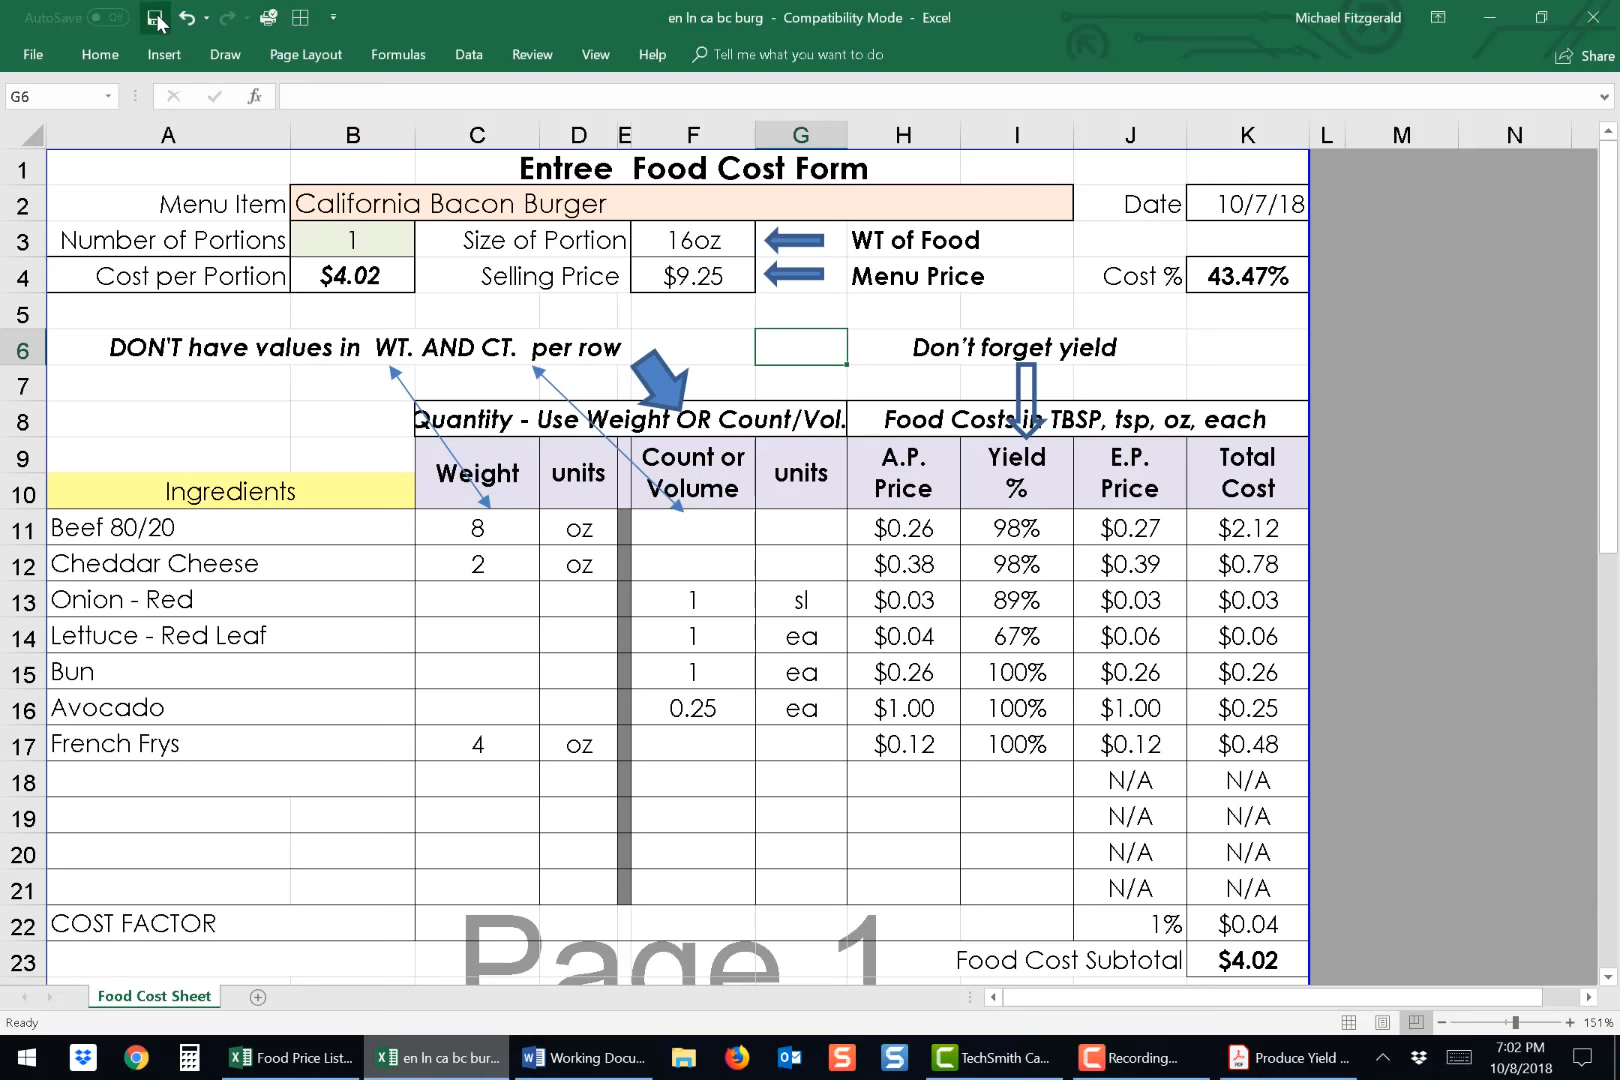 AutoSave Off
en ln ca bc burg - Compatibility Mode - Excel
Michael Fitzgerald
File Home Insert Draw Page Layout Formulas Data Review View Help Tell me what you want to do Share
G6 fx
A B C D E F G H I J K L M N
1 Entree Food Cost Form
2 Menu Item California Bacon Burger Date 10/7/18
3 Number of Portions 1 Size of Portion 16oz WT of Food
4 Cost per Portion $4.02 Selling Price $9.25 Menu Price Cost % 43.47%
5
6 DON'T have values in WT. AND CT. per row Don't forget yield
7
8 Quantity - Use Weight OR Count/Vol. Food Costs in TBSP, tsp, oz, each
9 Weight units Count or units A.P. Yield E.P. Total
10 Ingredients Volume Price % Price Cost
11 Beef 80/20 8 oz $0.26 98% $0.27 $2.12
12 Cheddar Cheese 2 oz $0.38 98% $0.39 $0.78
13 Onion - Red 1 sl $0.03 89% $0.03 $0.03
14 Lettuce - Red Leaf 1 ea $0.04 67% $0.06 $0.06
15 Bun 1 ea $0.26 100% $0.26 $0.26
16 Avocado 0.25 ea $1.00 100% $1.00 $0.25
17 French Frys 4 oz $0.12 100% $0.12 $0.48
18 N/A N/A
19 N/A N/A
20 N/A N/A
21 N/A N/A
22 COST FACTOR 1% $0.04
Page 1
23 Food Cost Subtotal $4.02
Food Cost Sheet
Ready 151%
Food Price List... en ln ca bc bur... Working Docu... TechSmith Ca... Recording... Produce Yield ... 7:02 PM
10/8/2018